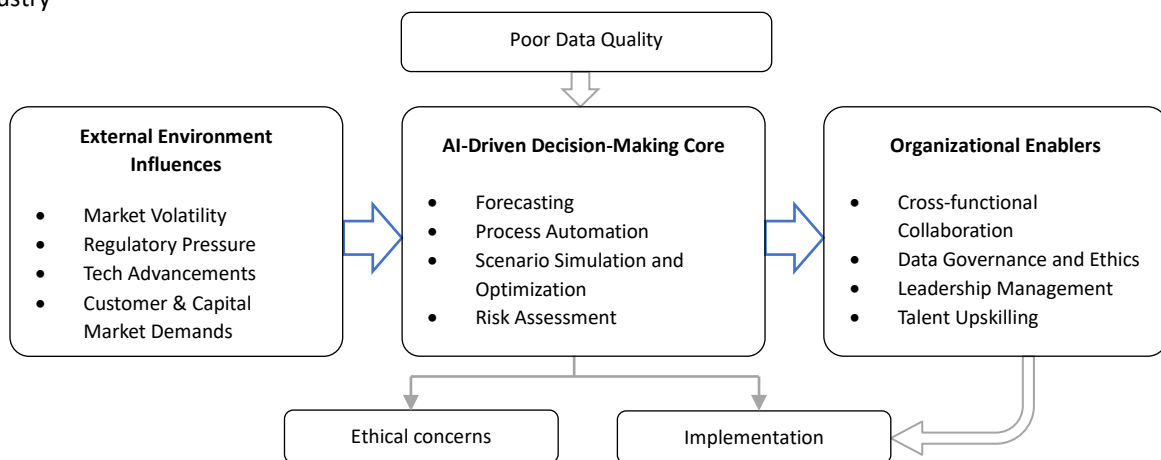 ustry
Poor Data Quality
External Environment
Influences
• Market Volatility
• Regulatory Pressure
• Tech Advancements
• Customer & Capital
Market Demands
AI-Driven Decision-Making Core
• Forecasting
• Process Automation
• Scenario Simulation and
Optimization
• Risk Assessment
Organizational Enablers
• Cross-functional
Collaboration
• Data Governance and Ethics
• Leadership Management
• Talent Upskilling
Ethical concerns
Implementation